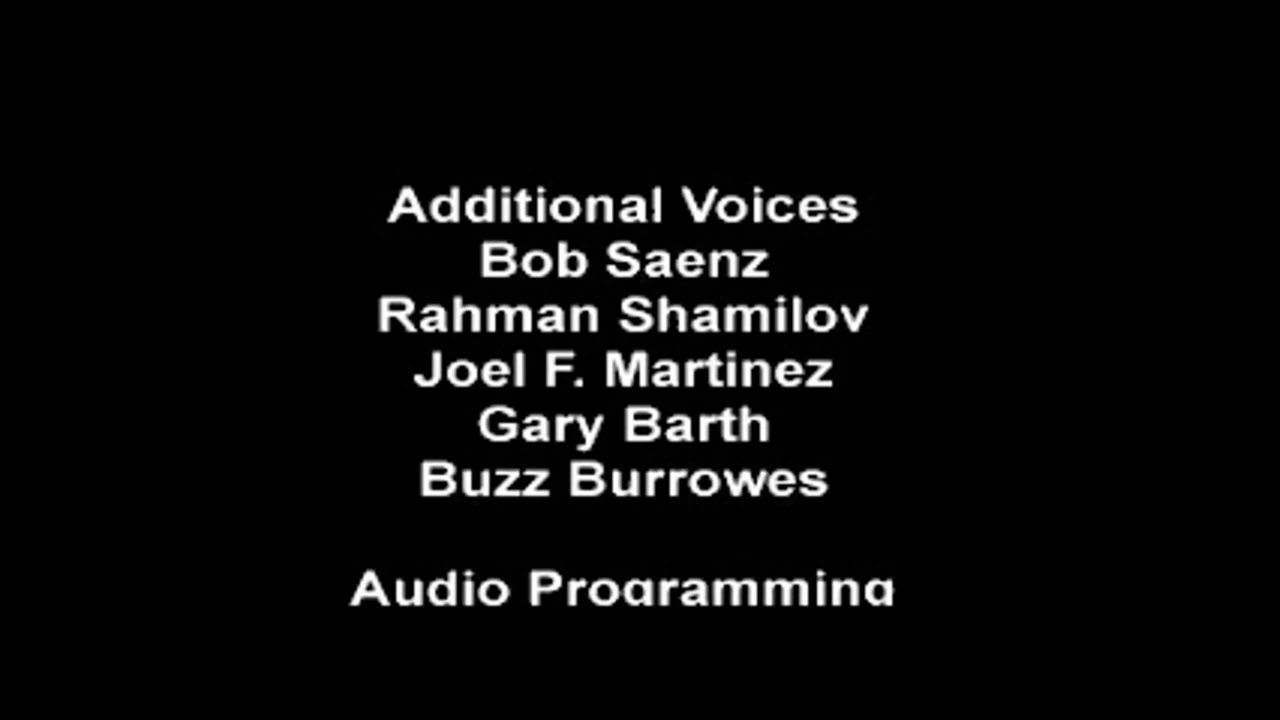 Additional Voices
Bob Saenz
Rahman Shamilov
Joel F. Martinez
Gary Barth
Buzz Burrowes
Audio Programming